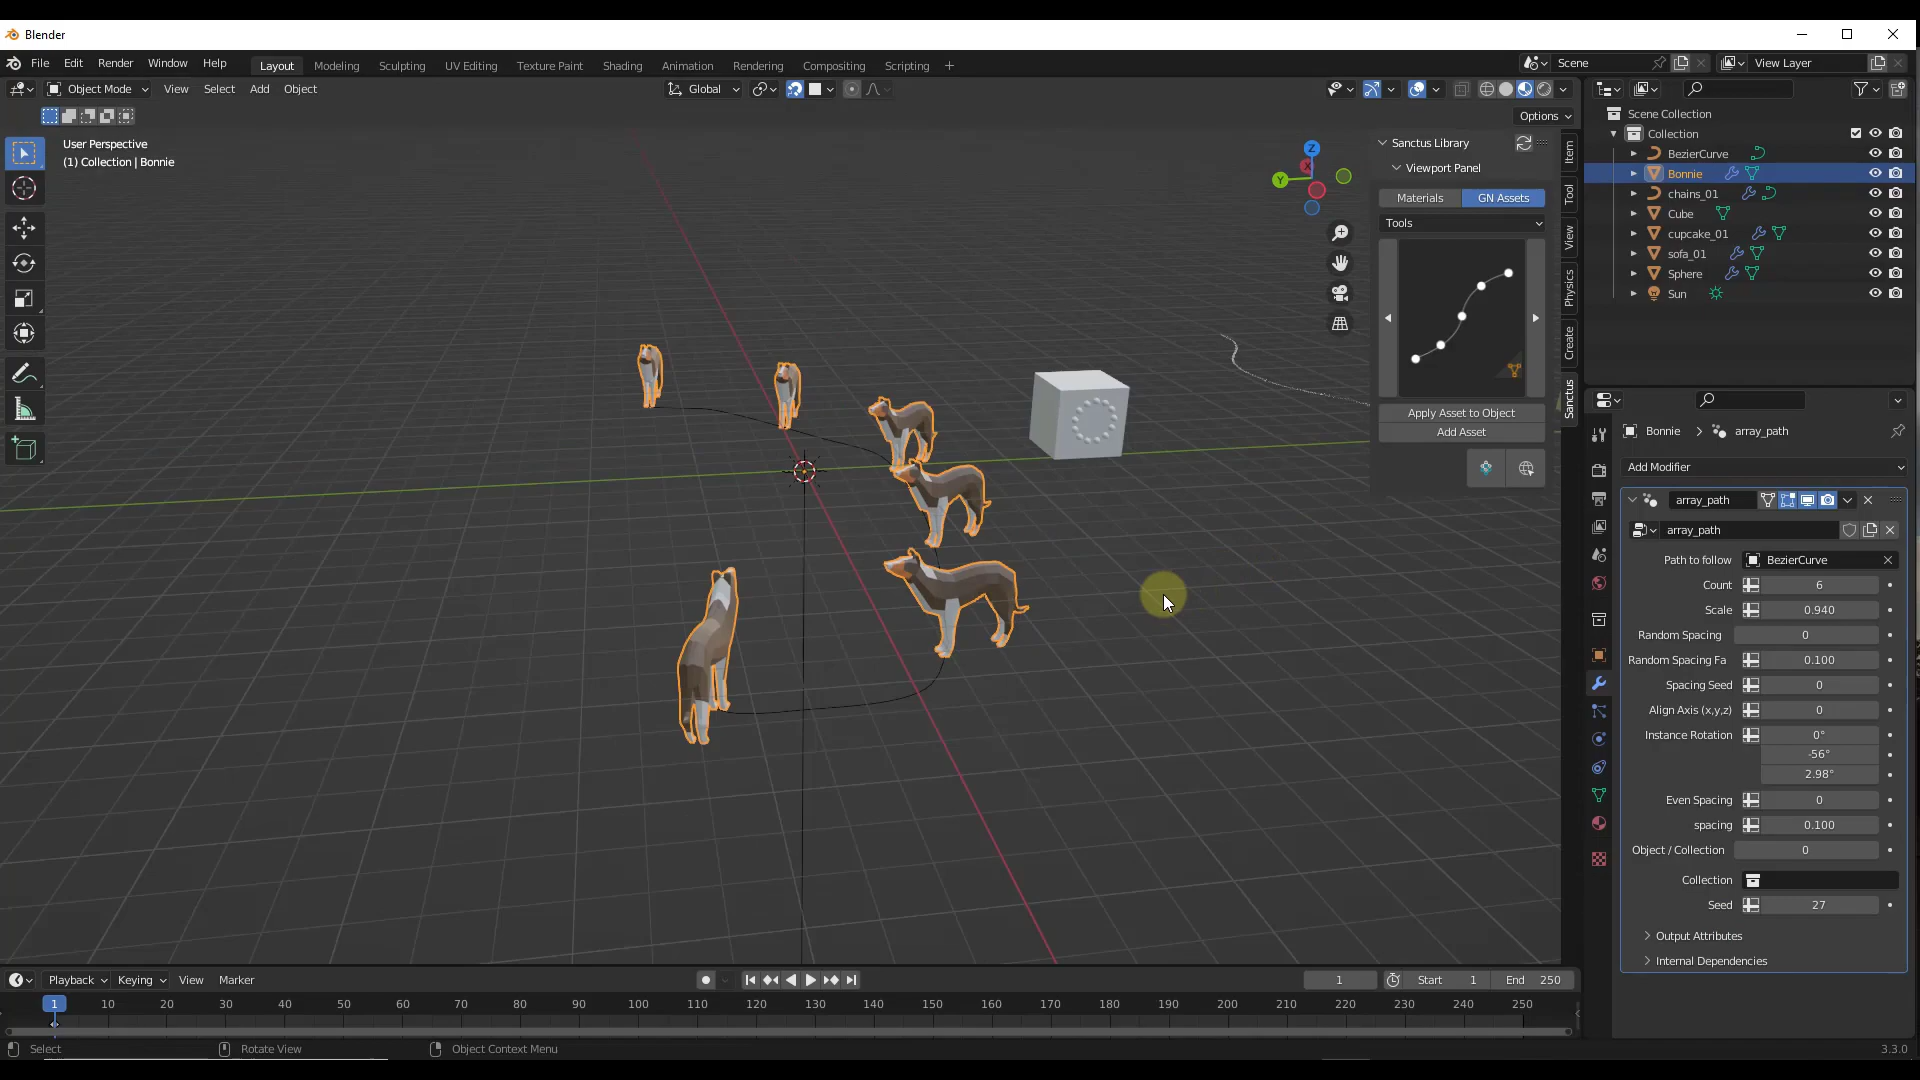 Blender
File Edit Render Window Help
Layout Modeling Sculpting UV Editing Texture Paint Shading Animation Rendering Compositing Scripting +
Scene View Layer
Object Mode View Select Add Object
Global
Options
User Perspective
(1) Collection | Bonnie
Z
X
Y
Sanctus Library
Viewport Panel
Materials GN Assets
Tools
Apply Asset to Object
Add Asset
Item
Tool
View
Physics
Create
Sanctus
Scene Collection
Collection
BezierCurve
Bonnie
chains_01
Cube
cupcake_01
sofa_01
Sphere
Sun
Bonnie > array_path
Add Modifier
array_path
array_path
Path to follow BezierCurve
Count 6
Scale 0.940
Random Spacing 0
Random Spacing Fa 0.100
Spacing Seed 0
Align Axis (x,y,z) 0
Instance Rotation 0°
-56°
2.98°
Even Spacing 0
spacing 0.100
Object / Collection 0
Collection
Seed 27
Output Attributes
Internal Dependencies
Playback Keying View Marker
1 Start 1 End 250
1 10 20 30 40 50 60 70 80 90 100 110 120 130 140 150 160 170 180 190 200 210 220 230 240 250
Select Rotate View Object Context Menu 3.3.0